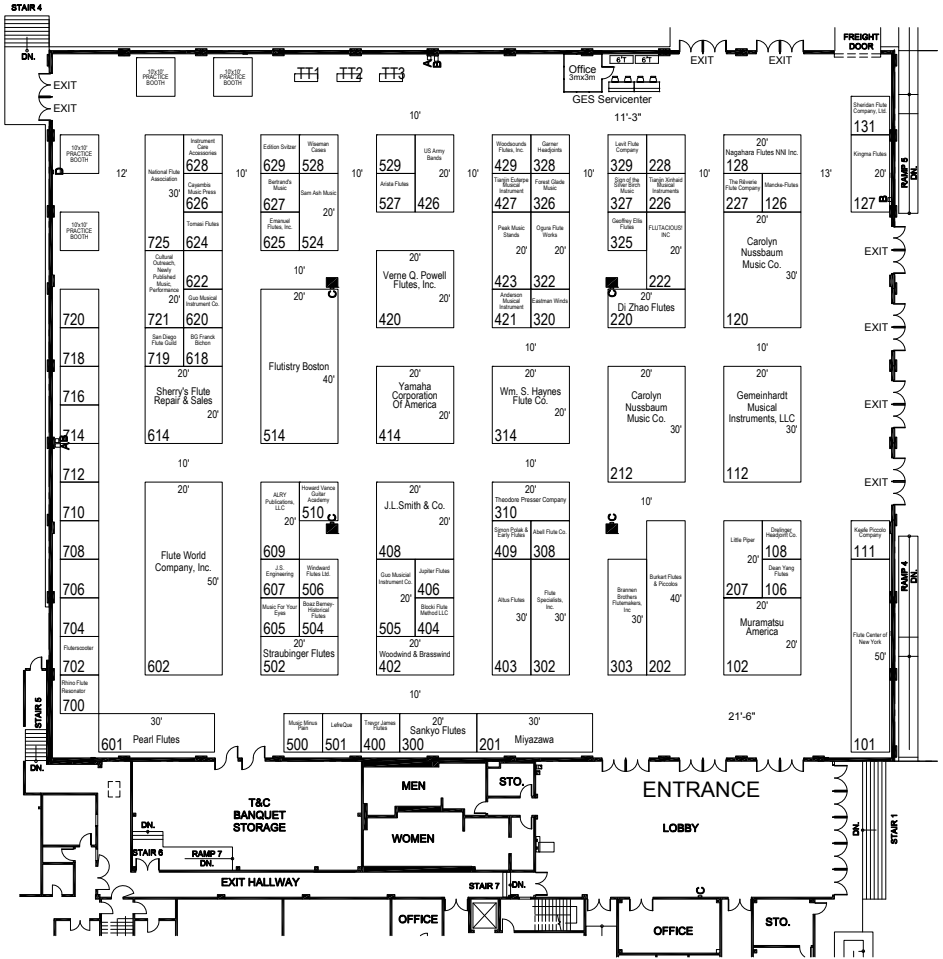 STAIR 4
DN.
EXIT
EXIT
10'x10'
PRACTICE
BOOTH
10'x10'
PRACTICE
BOOTH
TT1
TT2
TT3
A
B
Office
3mx3m
6'T
6'T
GES Servicenter
EXIT
EXIT
FREIGHT
DOOR
10'
11'-3"
Sheridan Flute
Company, Ltd.
131
10'x10'
PRACTICE
BOOTH
D
12'
National Flute
Association
30'
725
Instrument
Care
Accessories
628
10'
Edition Svitzer
629
Wiseman
Cases
528
10'
529
US Army
Bands
20'
426
10'
Woodsounds
Flutes, Inc.
429
Garner
Headjoints
328
10'
Levit Flute
Company
329
228
10'
20'
Nagahara Flutes NNI Inc.
128
13'
Kingma Flutes
20'
127
B
RAMP 5
DN.
Cayambis
Music Press
626
Bertrand's
Music
627
Sam Ash Music
20'
524
Arista Flutes
527
Tianjin Euterpe
Musical
Instrument
427
Forest Glade
Music
326
Sign of the
Silver Birch
Music
327
Tianjin Xinhaid
Musical
Instruments
226
The Rêverie
Flute Company
227
Mancke-Flutes
126
10'x10'
PRACTICE
BOOTH
Tomasi Flutes
624
Emanuel
Flutes, Inc.
625
Peak Music
Stands
20'
423
Ogura Flute
Works
20'
322
Geoffrey Ellis
Flutes
325
FLUTACIOUS!
INC
20'
222
20'
Carolyn
Nussbaum
Music Co.
30'
120
EXIT
Cultural
Outreach,
Newly
Published
Music,
Performance
20'
721
622
10'
C
20'
Verne Q. Powell
Flutes, Inc.
20'
420
C
720
Guo Musical
Instrument Co.
620
20'
Flutistry Boston
40'
514
Anderson
Musical
Instrument
421
Eastman Winds
320
20'
Di Zhao Flutes
220
EXIT
718
San Diego
Flute Guild
719
BG Franck
Bichon
618
10'
10'
EXIT
716
20'
Sherry's Flute
Repair & Sales
20'
614
20'
Yamaha
Corporation
Of America
20'
414
20'
Wm. S. Haynes
Flute Co.
20'
314
20'
Carolyn
Nussbaum
Music Co.
30'
212
20'
Gemeinhardt
Musical
Instruments, LLC
30'
112
EXIT
714
A
B
712
10'
10'
10'
EXIT
710
20'
Flute World
Company, Inc.
50'
602
ALRY
Publications,
LLC
20'
609
Howard Vance
Guitar
Academy
510
C
20'
J.L.Smith & Co.
20'
408
20'
Theodore Presser Company
310
10'
C
708
Simon Polak &
Early Flutes
409
Abell Flute Co.
308
Burkart Flutes
& Piccolos
40'
202
Little Piper
20'
207
Drelinger
Headjoint Co.
108
Keefe Piccolo
Company
111
706
J.S.
Engineering
607
Windward
Flutes Ltd.
506
Guo Musicial
Instrument Co.
20'
505
Jupiter Flutes
406
Altus Flutes
30'
403
Flute
Specialists,
Inc.
30'
302
Brannen
Brothers
Flutemakers,
Inc
30'
303
Dean Yang
Flutes
106
RAMP 4
DN.
704
Music For Your
Eyes
605
Boaz Berney-
Historical
Flutes
504
Blocki Flute
Method LLC
404
20'
Muramatsu
America
20'
102
Flute Center of
New York
50'
101
Flutescooter
702
20'
Straubinger Flutes
502
20'
Woodwind & Brasswind
402
Rhino Flute
Resonator
700
10'
21'-6"
STAIR 5
DN.
30'
601 Pearl Flutes
Music Minus
Pain
500
LefreQue
501
Trevor James
Flutes
400
20'
Sankyo Flutes
300
30'
201 Miyazawa
ENTRANCE
MEN
STO.
T&C
BANQUET
STORAGE
WOMEN
LOBBY
DN.
STAIR 1
DN.
STAIR 6
RAMP 7
DN.
EXIT HALLWAY
STAIR 7
DN.
C
OFFICE
OFFICE
STO.